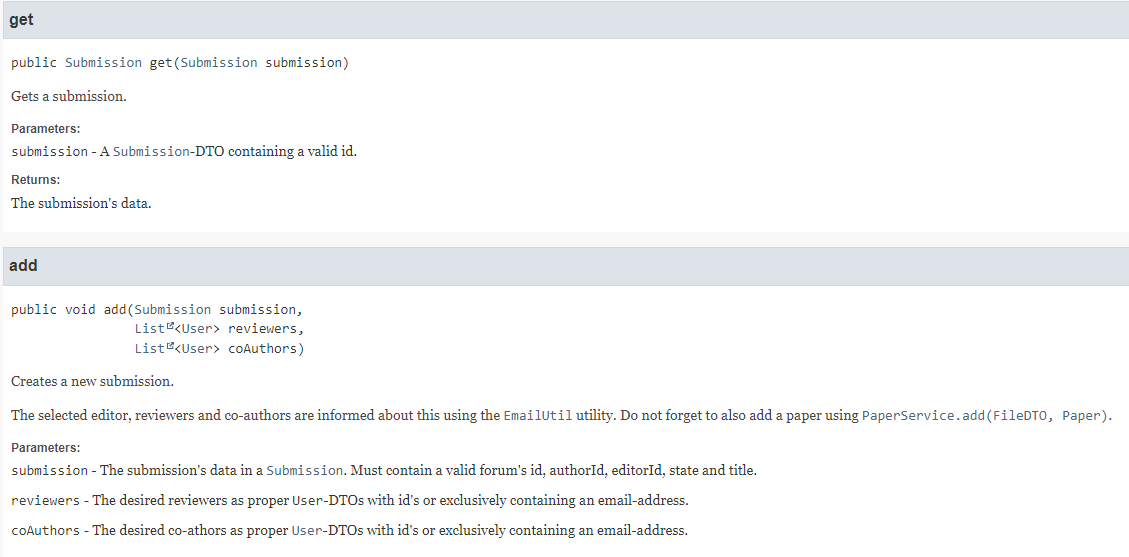 get
public Submission get(Submission submission)
Gets a submission.
Parameters:
submission - A Submission-DTO containing a valid id.
Returns:
The submission's data.
add
public void add(Submission submission,
List<User> reviewers,
List<User> coAuthors)
Creates a new submission.
The selected editor, reviewers and co-authors are informed about this using the EmailUtil utility. Do not forget to also add a paper using PaperService.add(FileDTO, Paper).
Parameters:
submission - The submission's data in a Submission. Must contain a valid forum's id, authorId, editorId, state and title.
reviewers - The desired reviewers as proper User-DTOs with id's or exclusively containing an email-address.
coAuthors - The desired co-athors as proper User-DTOs with id's or exclusively containing an email-address.